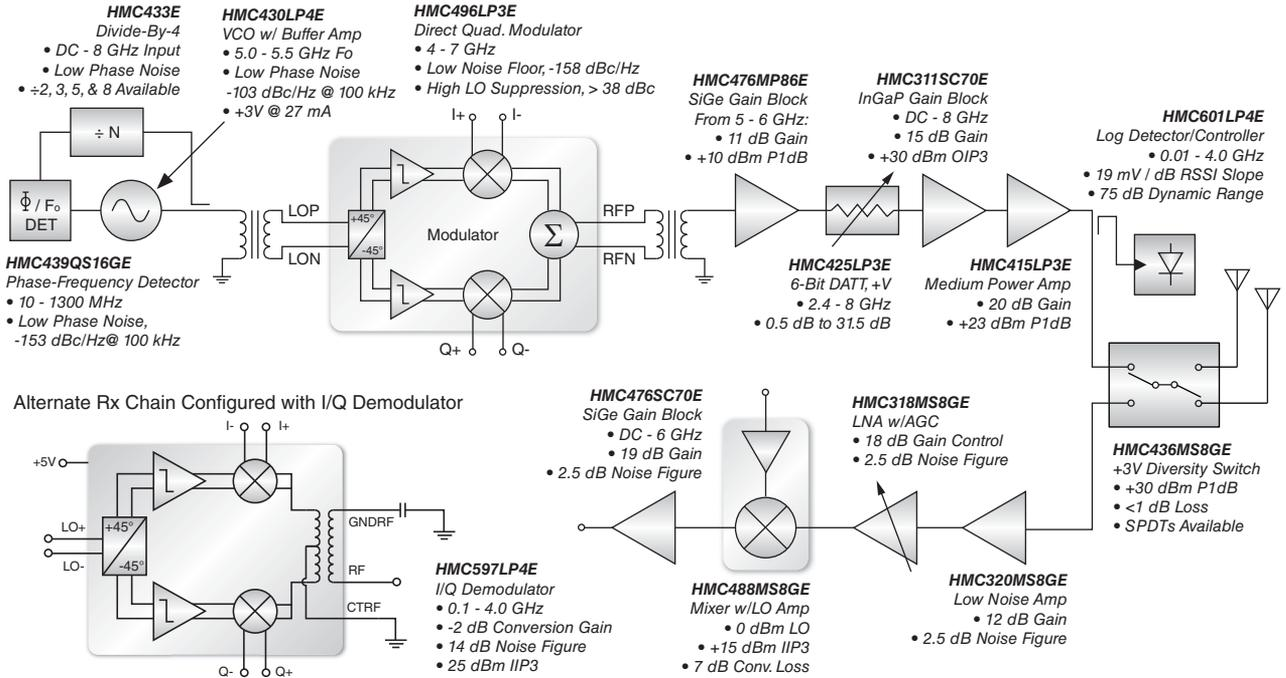 HMC433E
Divide-By-4
• DC - 8 GHz Input
• Low Phase Noise
• ÷2, 3, 5, & 8 Available
HMC430LP4E
VCO w/ Buffer Amp
• 5.0 - 5.5 GHz Fo
• Low Phase Noise
-103 dBc/Hz @ 100 kHz
• +3V @ 27 mA
HMC496LP3E
Direct Quad. Modulator
• 4 - 7 GHz
• Low Noise Floor, -158 dBc/Hz
• High LO Suppression, > 38 dBc
HMC476MP86E
SiGe Gain Block
From 5 - 6 GHz:
• 11 dB Gain
• +10 dBm P1dB
HMC311SC70E
InGaP Gain Block
• DC - 8 GHz
• 15 dB Gain
• +30 dBm OIP3
HMC601LP4E
Log Detector/Controller
• 0.01 - 4.0 GHz
• 19 mV / dB RSSI Slope
• 75 dB Dynamic Range
÷ N
Φ / Fo
DET
LOP
LON
+45°
-45°
I+
I-
Modulator
Σ
Q+
Q-
RFP
RFN
HMC439QS16GE
Phase-Frequency Detector
• 10 - 1300 MHz
• Low Phase Noise,
-153 dBc/Hz@ 100 kHz
HMC425LP3E
6-Bit DATT, +V
• 2.4 - 8 GHz
• 0.5 dB to 31.5 dB
HMC415LP3E
Medium Power Amp
• 20 dB Gain
• +23 dBm P1dB
Alternate Rx Chain Configured with I/Q Demodulator
I-
I+
+5V
LO+
LO-
+45°
-45°
GNDRF
RF
CTRF
Q-
Q+
HMC597LP4E
I/Q Demodulator
• 0.1 - 4.0 GHz
• -2 dB Conversion Gain
• 14 dB Noise Figure
• 25 dBm IIP3
HMC476SC70E
SiGe Gain Block
• DC - 6 GHz
• 19 dB Gain
• 2.5 dB Noise Figure
HMC488MS8GE
Mixer w/LO Amp
• 0 dBm LO
• +15 dBm IIP3
• 7 dB Conv. Loss
HMC318MS8GE
LNA w/AGC
• 18 dB Gain Control
• 2.5 dB Noise Figure
HMC320MS8GE
Low Noise Amp
• 12 dB Gain
• 2.5 dB Noise Figure
HMC436MS8GE
+3V Diversity Switch
• +30 dBm P1dB
• <1 dB Loss
• SPDTs Available